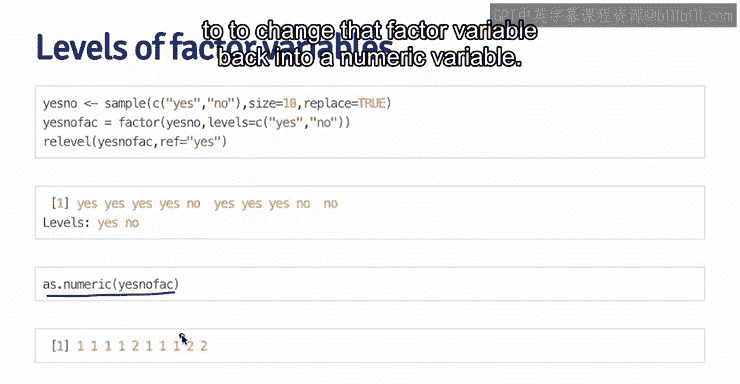 to to change that factor variable
back into a numeric variable.
Levels of factor variables
yesno <- sample(c("yes","no"),size=10,replace=TRUE)
yesnofac = factor(yesno,levels=c("yes","no"))
relevel(yesnofac,ref="yes")
[1] yes yes yes yes no  yes yes yes no  no
Levels: yes no
as.numeric(yesnofac)
[1] 1 1 1 1 2 1 1 1 2 2